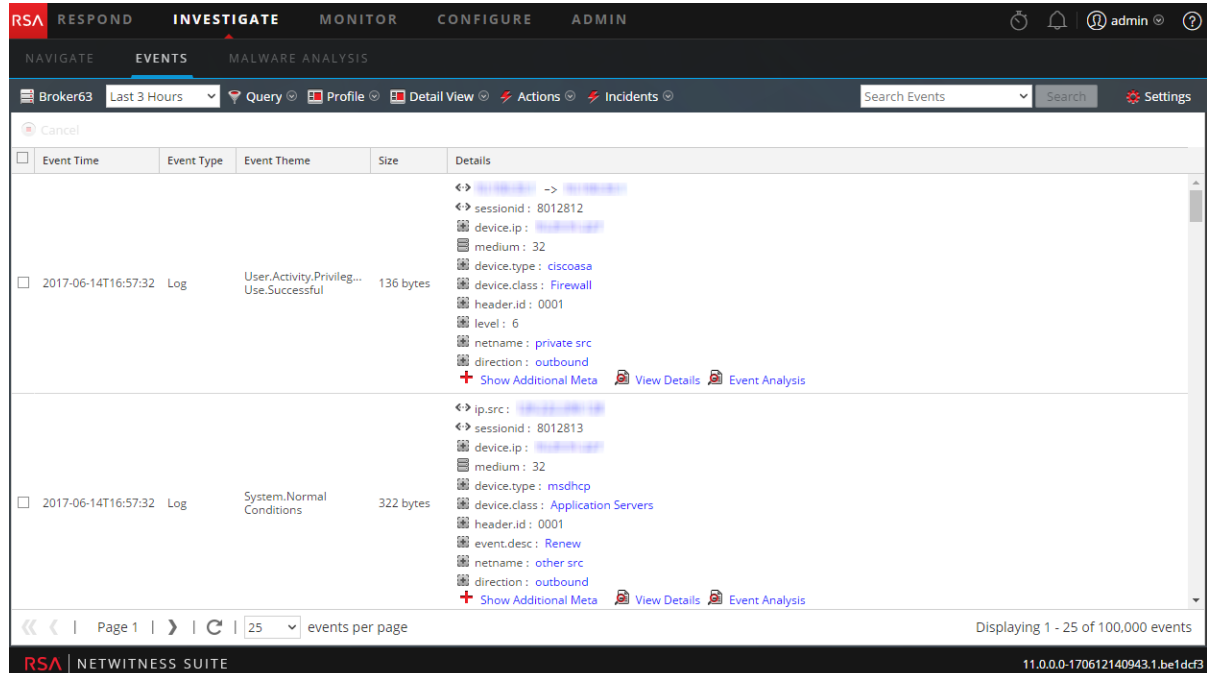 RSA RESPOND INVESTIGATE MONITOR CONFIGURE ADMIN admin ?
NAVIGATE EVENTS MALWARE ANALYSIS
Broker63 Last 3 Hours Query Profile Detail View Actions Incidents Search Events Search Settings
Cancel
Event Time Event Type Event Theme Size Details
->
sessionid : 8012812
device.ip :
medium : 32
device.type : ciscoasa
2017-06-14T16:57:32 Log User.Activity.Privileg... 136 bytes device.class : Firewall
Use.Successful
header.id : 0001
level : 6
netname : private src
direction : outbound
Show Additional Meta View Details Event Analysis
ip.src :
sessionid : 8012813
device.ip :
medium : 32
device.type : msdhcp
2017-06-14T16:57:32 Log System.Normal 322 bytes device.class : Application Servers
Conditions
header.id : 0001
event.desc : Renew
netname : other src
direction : outbound
Show Additional Meta View Details Event Analysis
Page 1 | | 25 events per page Displaying 1 - 25 of 100,000 events
RSA NETWITNESS SUITE 11.0.0.0-170612140943.1.be1dcf3